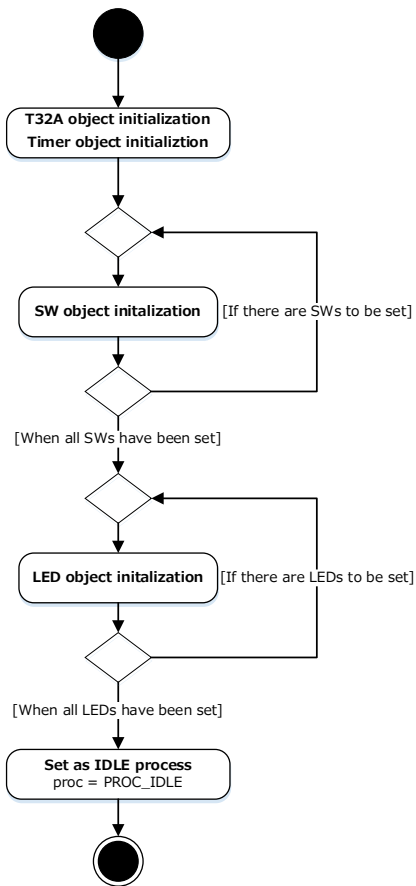 T32A object initialization
Timer object initializtion
SW object initalization
[If there are SWs to be set]
[When all SWs have been set]
LED object initalization
[If there are LEDs to be set]
[When all LEDs have been set]
Set as IDLE process
proc = PROC_IDLE